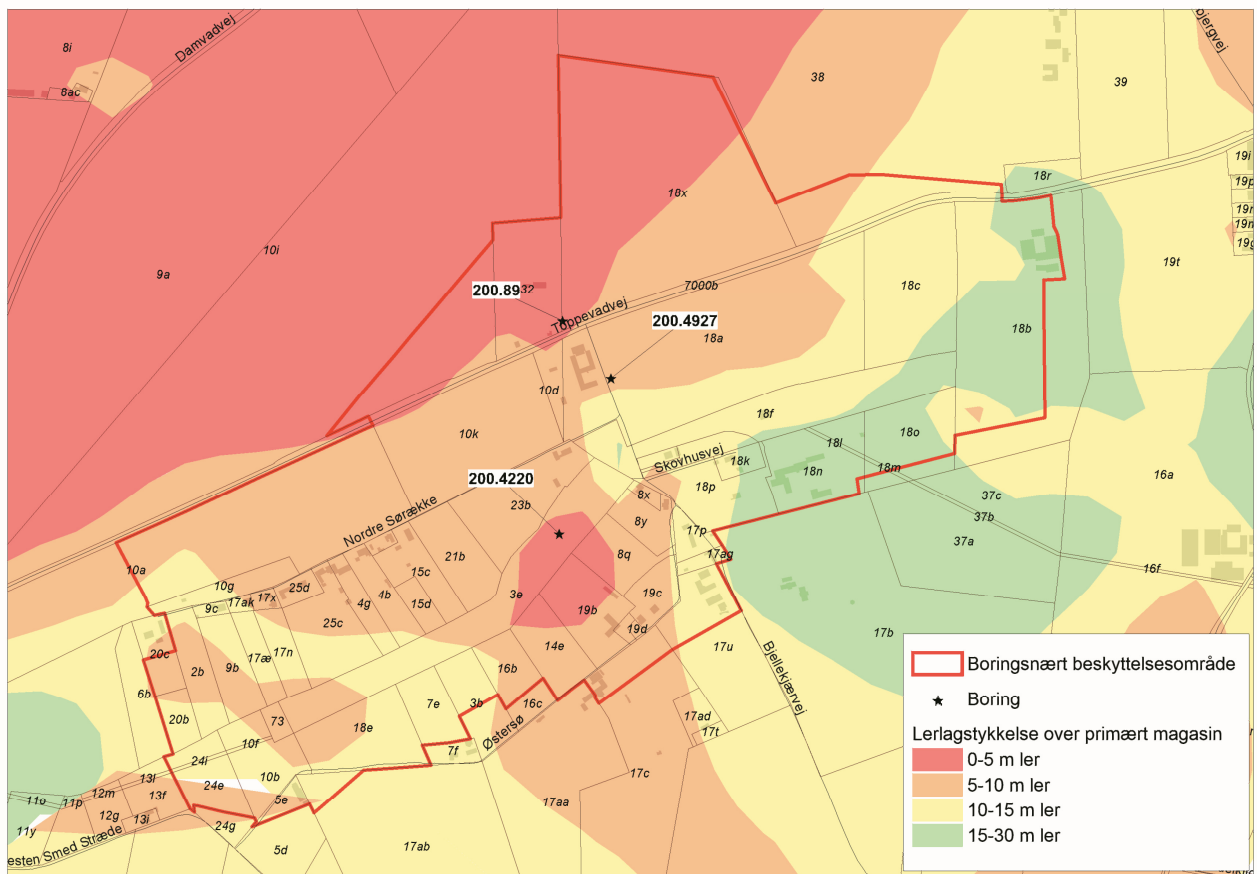 8i
Damvadvej
bjergvej
38
39
8ac
19i
18r
19p
18x
10i
9a
19t
7000b
18c
200.89
32
Toppevadvej
200.4927
18b
18a
10d
18f
10k
18o
18l
Skovhusvej
18k
18n
18m
16a
200.4220
18p
37c
8x
23b
37b
8y
Nordre Sørække
17p
37a
21b
8q
17ag
16f
10a
15c
10g
25d
17x
4b
3e
19c
9c
17ak
4g
15d
19b
25c
19d
17b
20c
17æ
17n
14e
17u
2b
9b
16b
Bjellekjærvej
6b
7e
3b
16c
20b
73
18e
17ad
Østersø
17t
10f
7f
24i
10b
17c
13l
24e
12m
13f
5e
11o
11p
17aa
12g
13i
24g
11y
esten Smed Stræde
5d
17ab
Boringsnært beskyttelsesområde
Boring
Lerlagstykkelse over primært magasin
0-5 m ler
5-10 m ler
10-15 m ler
15-30 m ler